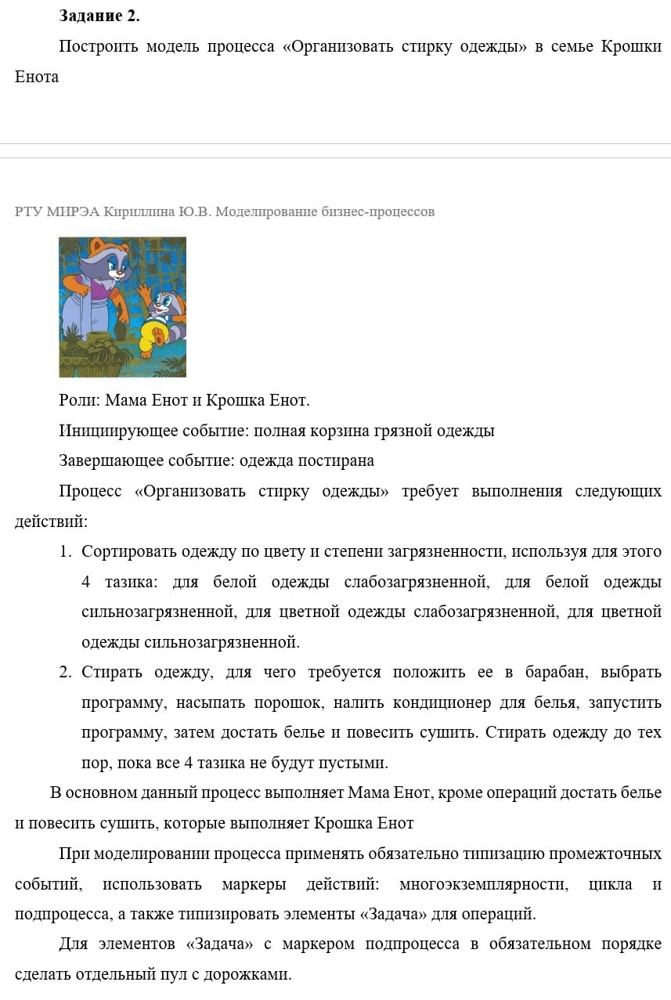 Задание 2.
Построить модель процесса «Организовать стирку одежды» в семье Крошки
Енота
РТУ МИРЭА Кириллина Ю.В. Моделирование бизнес-процессов
Роли: Мама Енот и Крошка Енот.
Инициирующее событие: полная корзина грязной одежды
Завершающее событие: одежда постирана
Процесс «Организовать стирку одежды» требует выполнения следующих
действий:
1. Сортировать одежду по цвету и степени загрязненности, используя для этого
4 тазика: для белой одежды слабозагрязненной, для белой одежды
сильнозагрязненной, для цветной одежды слабозагрязненной, для цветной
одежды сильнозагрязненной.
2. Стирать одежду, для чего требуется положить ее в барабан, выбрать
программу, насыпать порошок, налить кондиционер для белья, запустить
программу, затем достать белье и повесить сушить. Стирать одежду до тех
пор, пока все 4 тазика не будут пустыми.
В основном данный процесс выполняет Мама Енот, кроме операций достать белье
и повесить сушить, которые выполняет Крошка Енот
При моделировании процесса применять обязательно типизацию промежточных
событий, использовать маркеры действий: многоэкземплярности, цикла и
подпроцесса, а также типизировать элементы «Задача» для операций.
Для элементов «Задача» с маркером подпроцесса в обязательном порядке
сделать отдельный пул с дорожками.